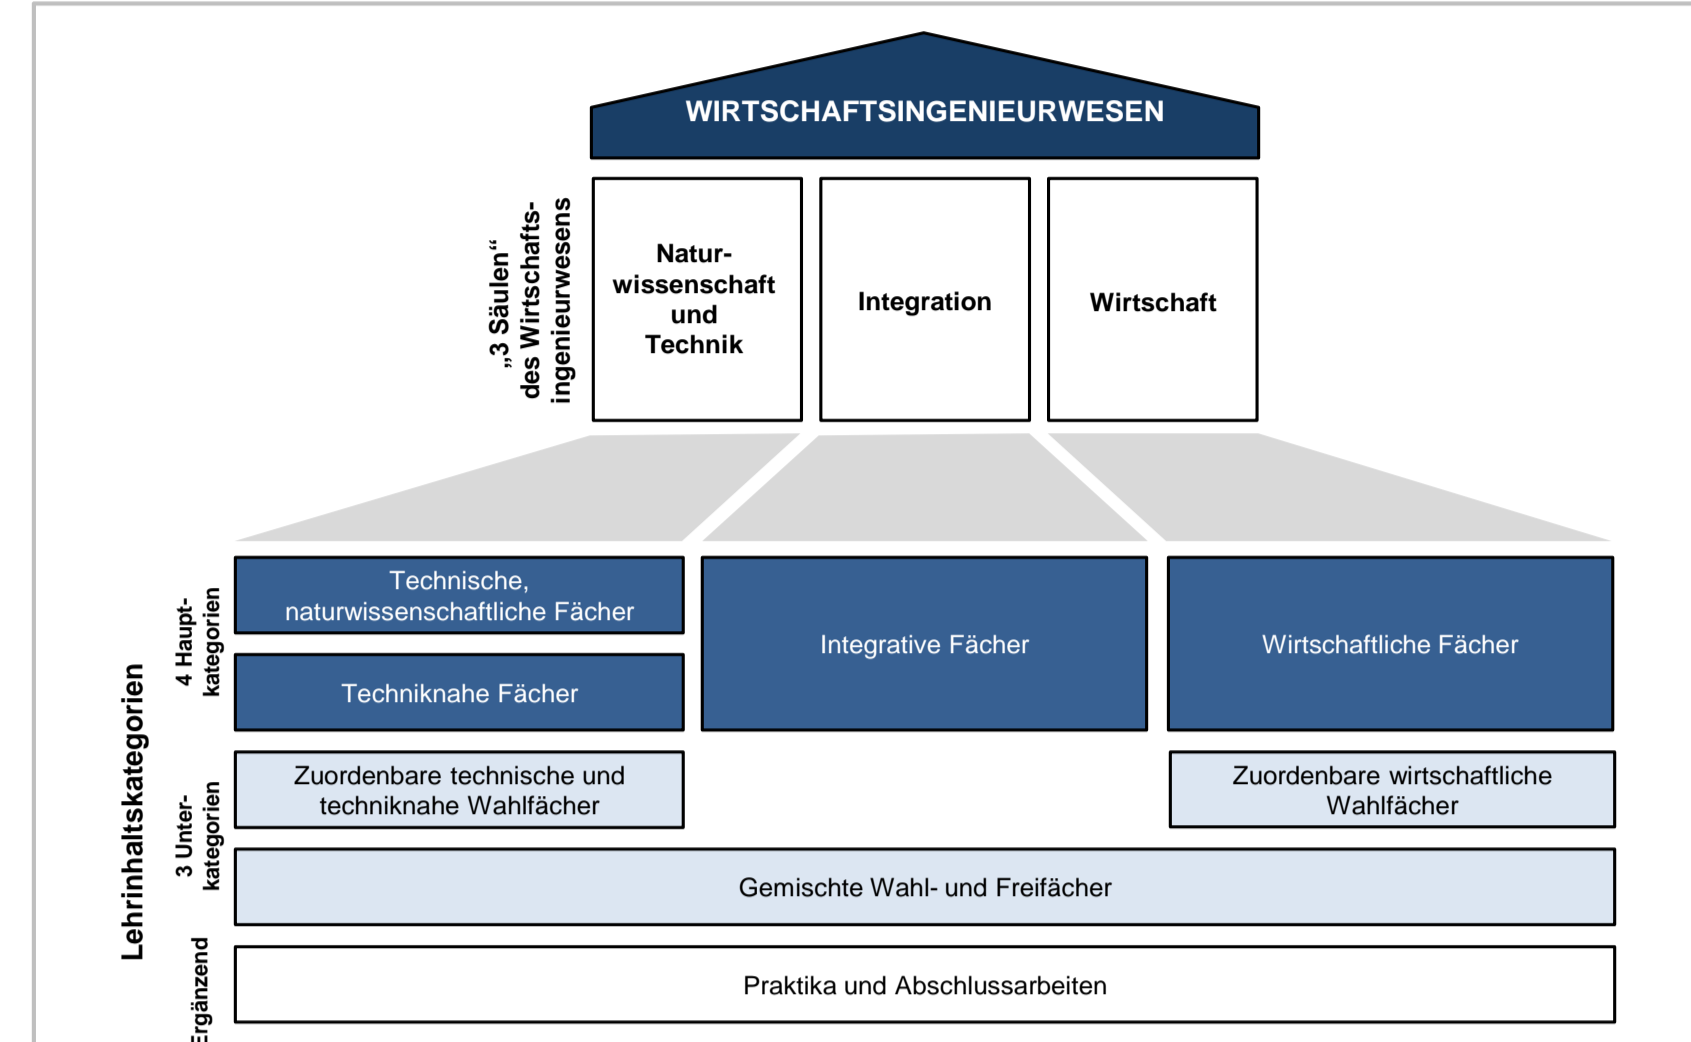 WIRTSCHAFTSINGENIEURWESEN
„3 Säulen“
des Wirtschafts-
ingenieurwesens
Natur-
wissenschaft
und
Technik
Integration
Wirtschaft
Lehrinhaltskategorien
4 Haupt-
kategorien
Technische,
naturwissenschaftliche Fächer
Techniknahe Fächer
Integrative Fächer
Wirtschaftliche Fächer
3 Unter-
kategorien
Zuordenbare technische und
techniknahe Wahlfächer
Zuordenbare wirtschaftliche
Wahlfächer
Gemischte Wahl- und Freifächer
Ergänzend
Praktika und Abschlussarbeiten